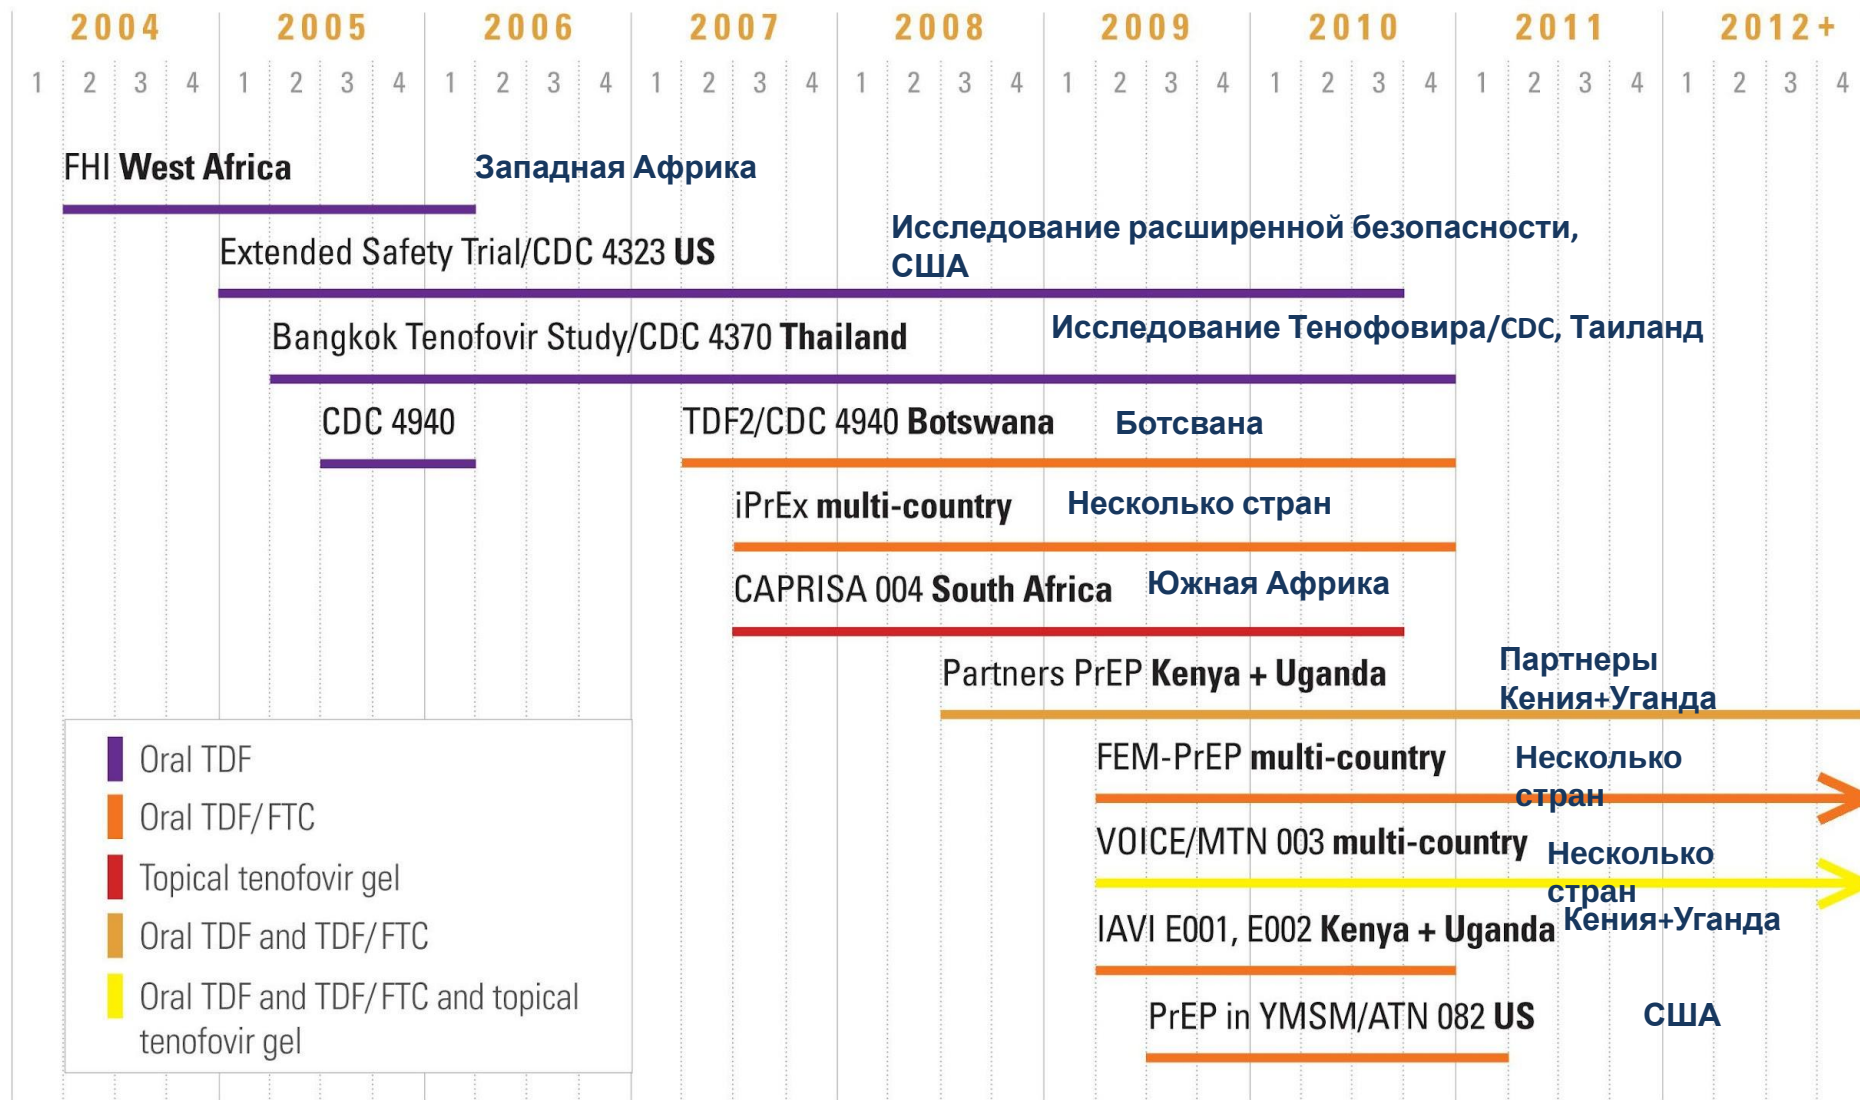 2004 2005 2006 2007 2008 2009 2010 2011 2012+
1 2 3 4 1 2 3 4 1 2 3 4 1 2 3 4 1 2 3 4 1 2 3 4 1 2 3 4 1 2 3 4 1 2 3 4
FHI West Africa Западная Африка
Extended Safety Trial/CDC 4323 US
Исследование расширенной безопасности,
США
Bangkok Tenofovir Study/CDC 4370 Thailand Исследование Тенофовира/CDC, Таиланд
CDC 4940 TDF2/CDC 4940 Botswana Ботсвана
iPrEx multi-country Несколько стран
CAPRISA 004 South Africa Южная Африка
Partners PrEP Kenya + Uganda
Партнеры
Кения+Уганда
FEM-PrEP multi-country
Несколько
стран
VOICE/MTN 003 multi-country
Несколько
стран
IAVI E001, E002 Kenya + Uganda Кения+Уганда
PrEP in YMSM/ATN 082 US США
Oral TDF
Oral TDF/FTC
Topical tenofovir gel
Oral TDF and TDF/FTC
Oral TDF and TDF/FTC and topical
tenofovir gel